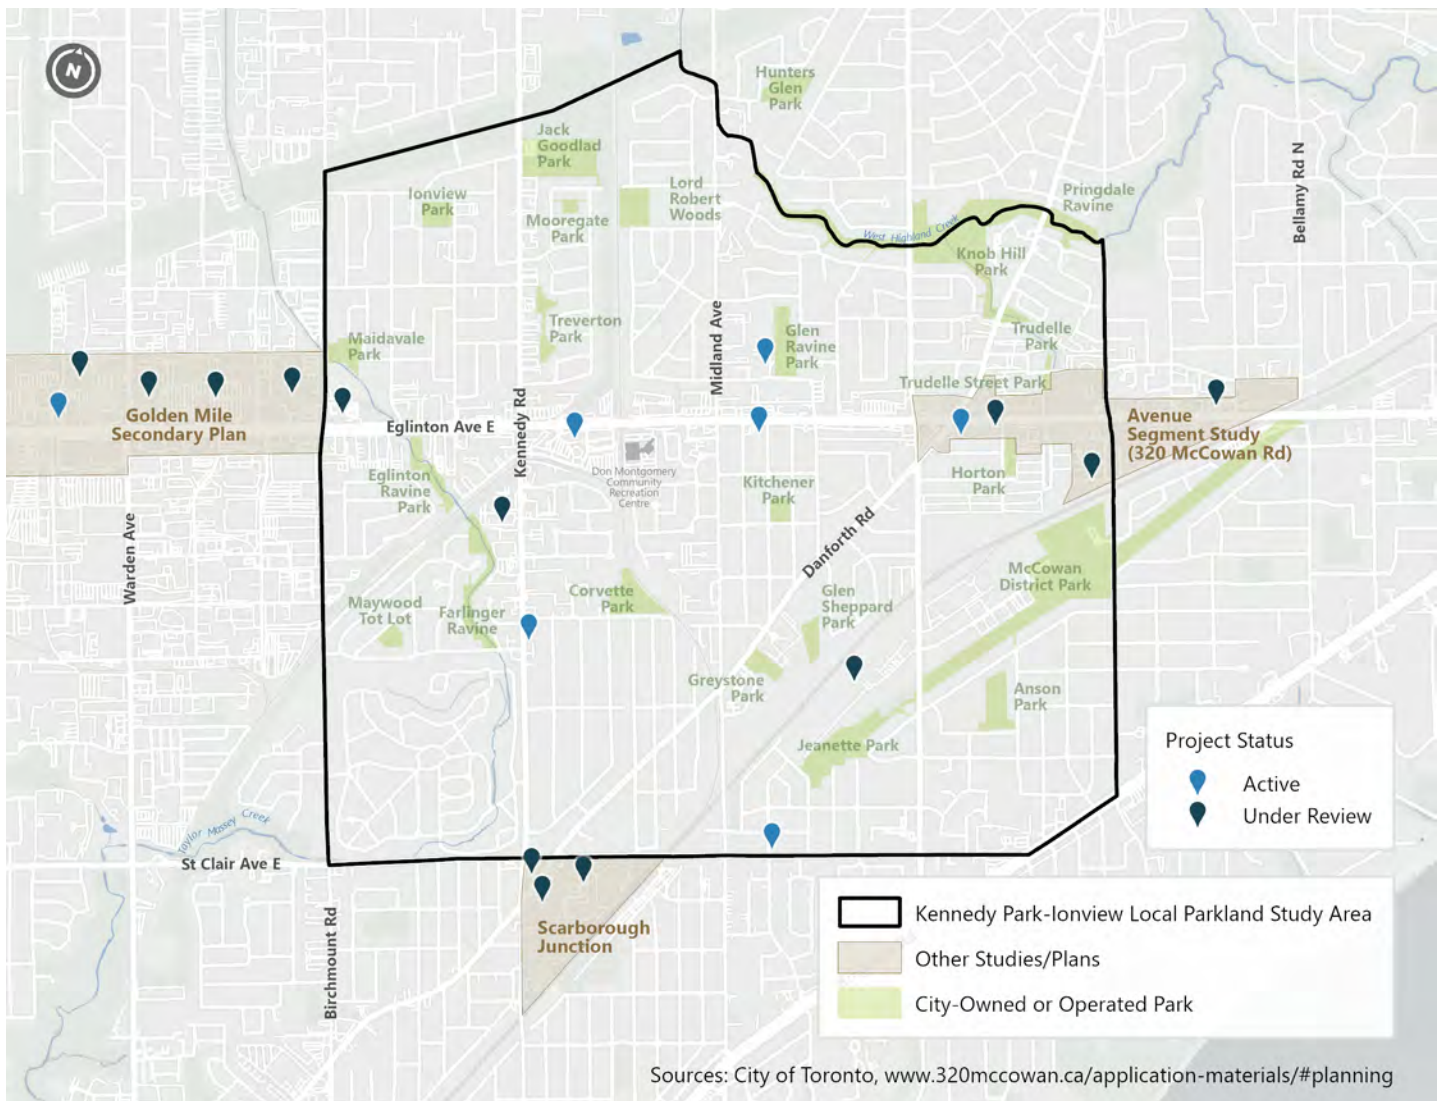 N
Hunters
Glen
Park
Jack
Goodlad
Park
Ionview
Park
Lord
Robert
Woods
Mooregate
Park
Pringdale
Ravine
West Highland Creek
Knob Hill
Park
Bellamy Rd N
Treverton
Park
Midland Ave
Glen
Ravine
Park
Trudelle
Park
Maidavale
Park
Trudelle Street Park
Golden Mile
Secondary Plan
Eglinton Ave E
Kennedy Rd
Avenue
Segment Study
(320 McCowan Rd)
Don Montgomery
Community
Recreation
Centre
Eglinton
Ravine
Park
Kitchener
Park
Horton
Park
Warden Ave
Danforth Rd
McCowan
District Park
Maywood
Tot Lot
Farlinger
Ravine
Corvette
Park
Glen
Sheppard
Park
Greystone
Park
Anson
Park
Jeanette Park
Taylor Massey Creek
St Clair Ave E
Birchmount Rd
Scarborough
Junction
Project Status
Active
Under Review
Kennedy Park-Ionview Local Parkland Study Area
Other Studies/Plans
City-Owned or Operated Park
Sources: City of Toronto, www.320mccowan.ca/application-materials/#planning